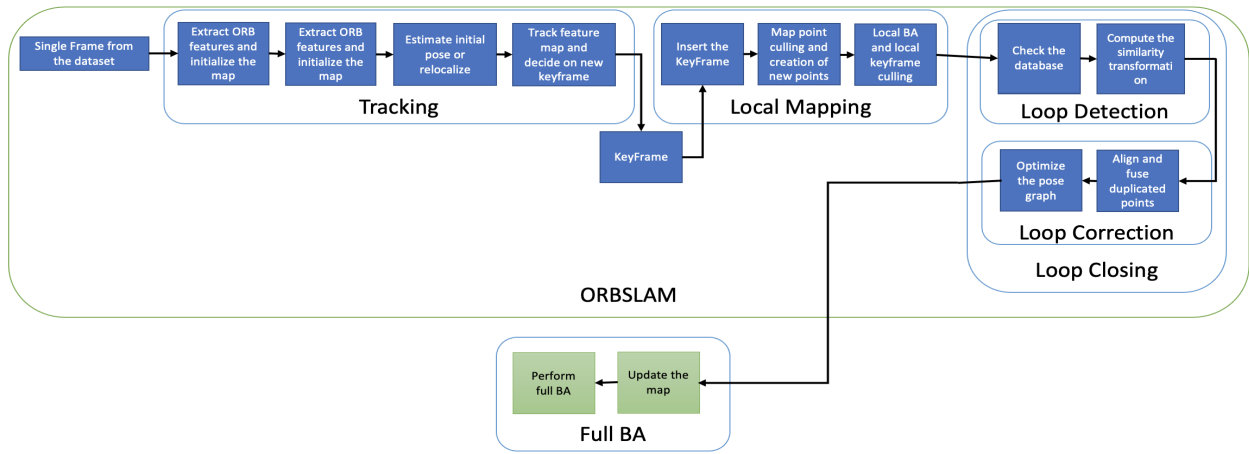 Single Frame from
the dataset
Extract ORB
features and
initialize the
map
Extract ORB
features and
initialize the
map
Estimate initial
pose or
relocalize
Track feature
map and
decide on new
keyframe
Tracking
KeyFrame
Insert the
KeyFrame
Map point
culling and
creation of
new points
Local BA
and local
keyframe
culling
Local Mapping
Check the
database
Compute the
similarity
transformati
on
Loop Detection
Optimize
the pose
graph
Align and
fuse
duplicated
points
Loop Correction
Loop Closing
ORBSLAM
Perform
full BA
Update the
map
Full BA